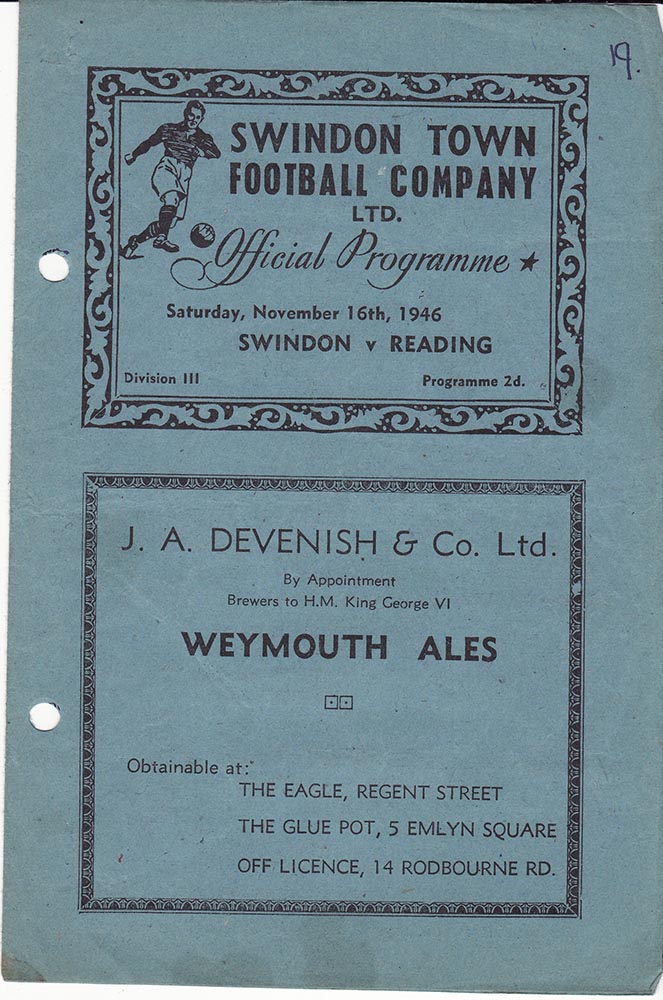 19.
SWINDON TOWN
FOOTBALL COMPANY
LTD.
Official Programme ★
Saturday, November 16th, 1946
SWINDON v READING
Division III
Programme 2d.
J. A. DEVENISH & Co. Ltd.
By Appointment
Brewers to H.M. King George VI
WEYMOUTH ALES
Obtainable at:
THE EAGLE, REGENT STREET
THE GLUE POT, 5 EMLYN SQUARE
OFF LICENCE, 14 RODBOURNE RD.